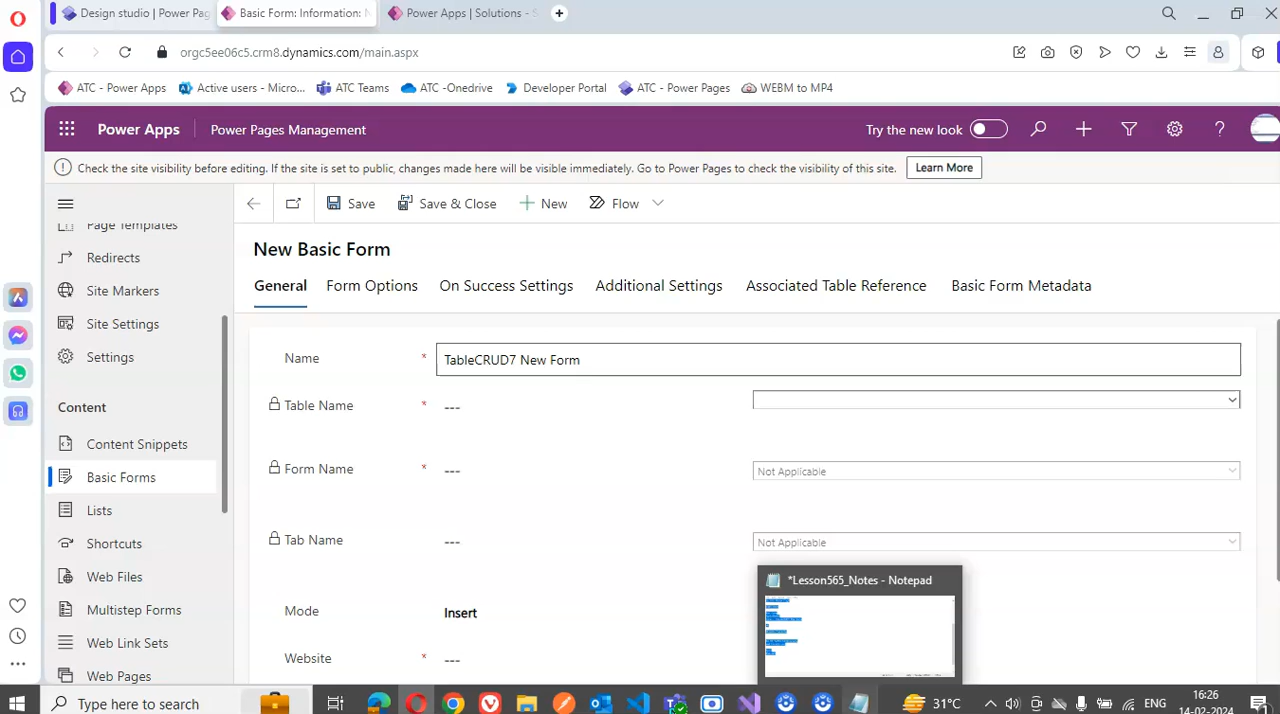 Design studio | Power Pag
Basic Form: Information: N
Power Apps | Solutions - S
orgc5ee06c5.crm8.dynamics.com/main.aspx
ATC - Power Apps
Active users - Micro...
ATC Teams
ATC -Onedrive
Developer Portal
ATC - Power Pages
WEBM to MP4
Power Apps
Power Pages Management
Try the new look
Check the site visibility before editing. If the site is set to public, changes made here will be visible immediately. Go to Power Pages to check the visibility of this site.
Learn More
Save
Save & Close
New
Flow
Page Templates
Redirects
Site Markers
Site Settings
Settings
Content
Content Snippets
Basic Forms
Lists
Shortcuts
Web Files
Multistep Forms
Web Link Sets
Web Pages
New Basic Form
General
Form Options
On Success Settings
Additional Settings
Associated Table Reference
Basic Form Metadata
Name * TableCRUD7 New Form
Table Name * ---
Form Name * --- Not Applicable
Tab Name --- Not Applicable
Mode Insert
Website * ---
*Lesson565_Notes - Notepad
Type here to search
31°C
ENG
16:26
14-02-2024